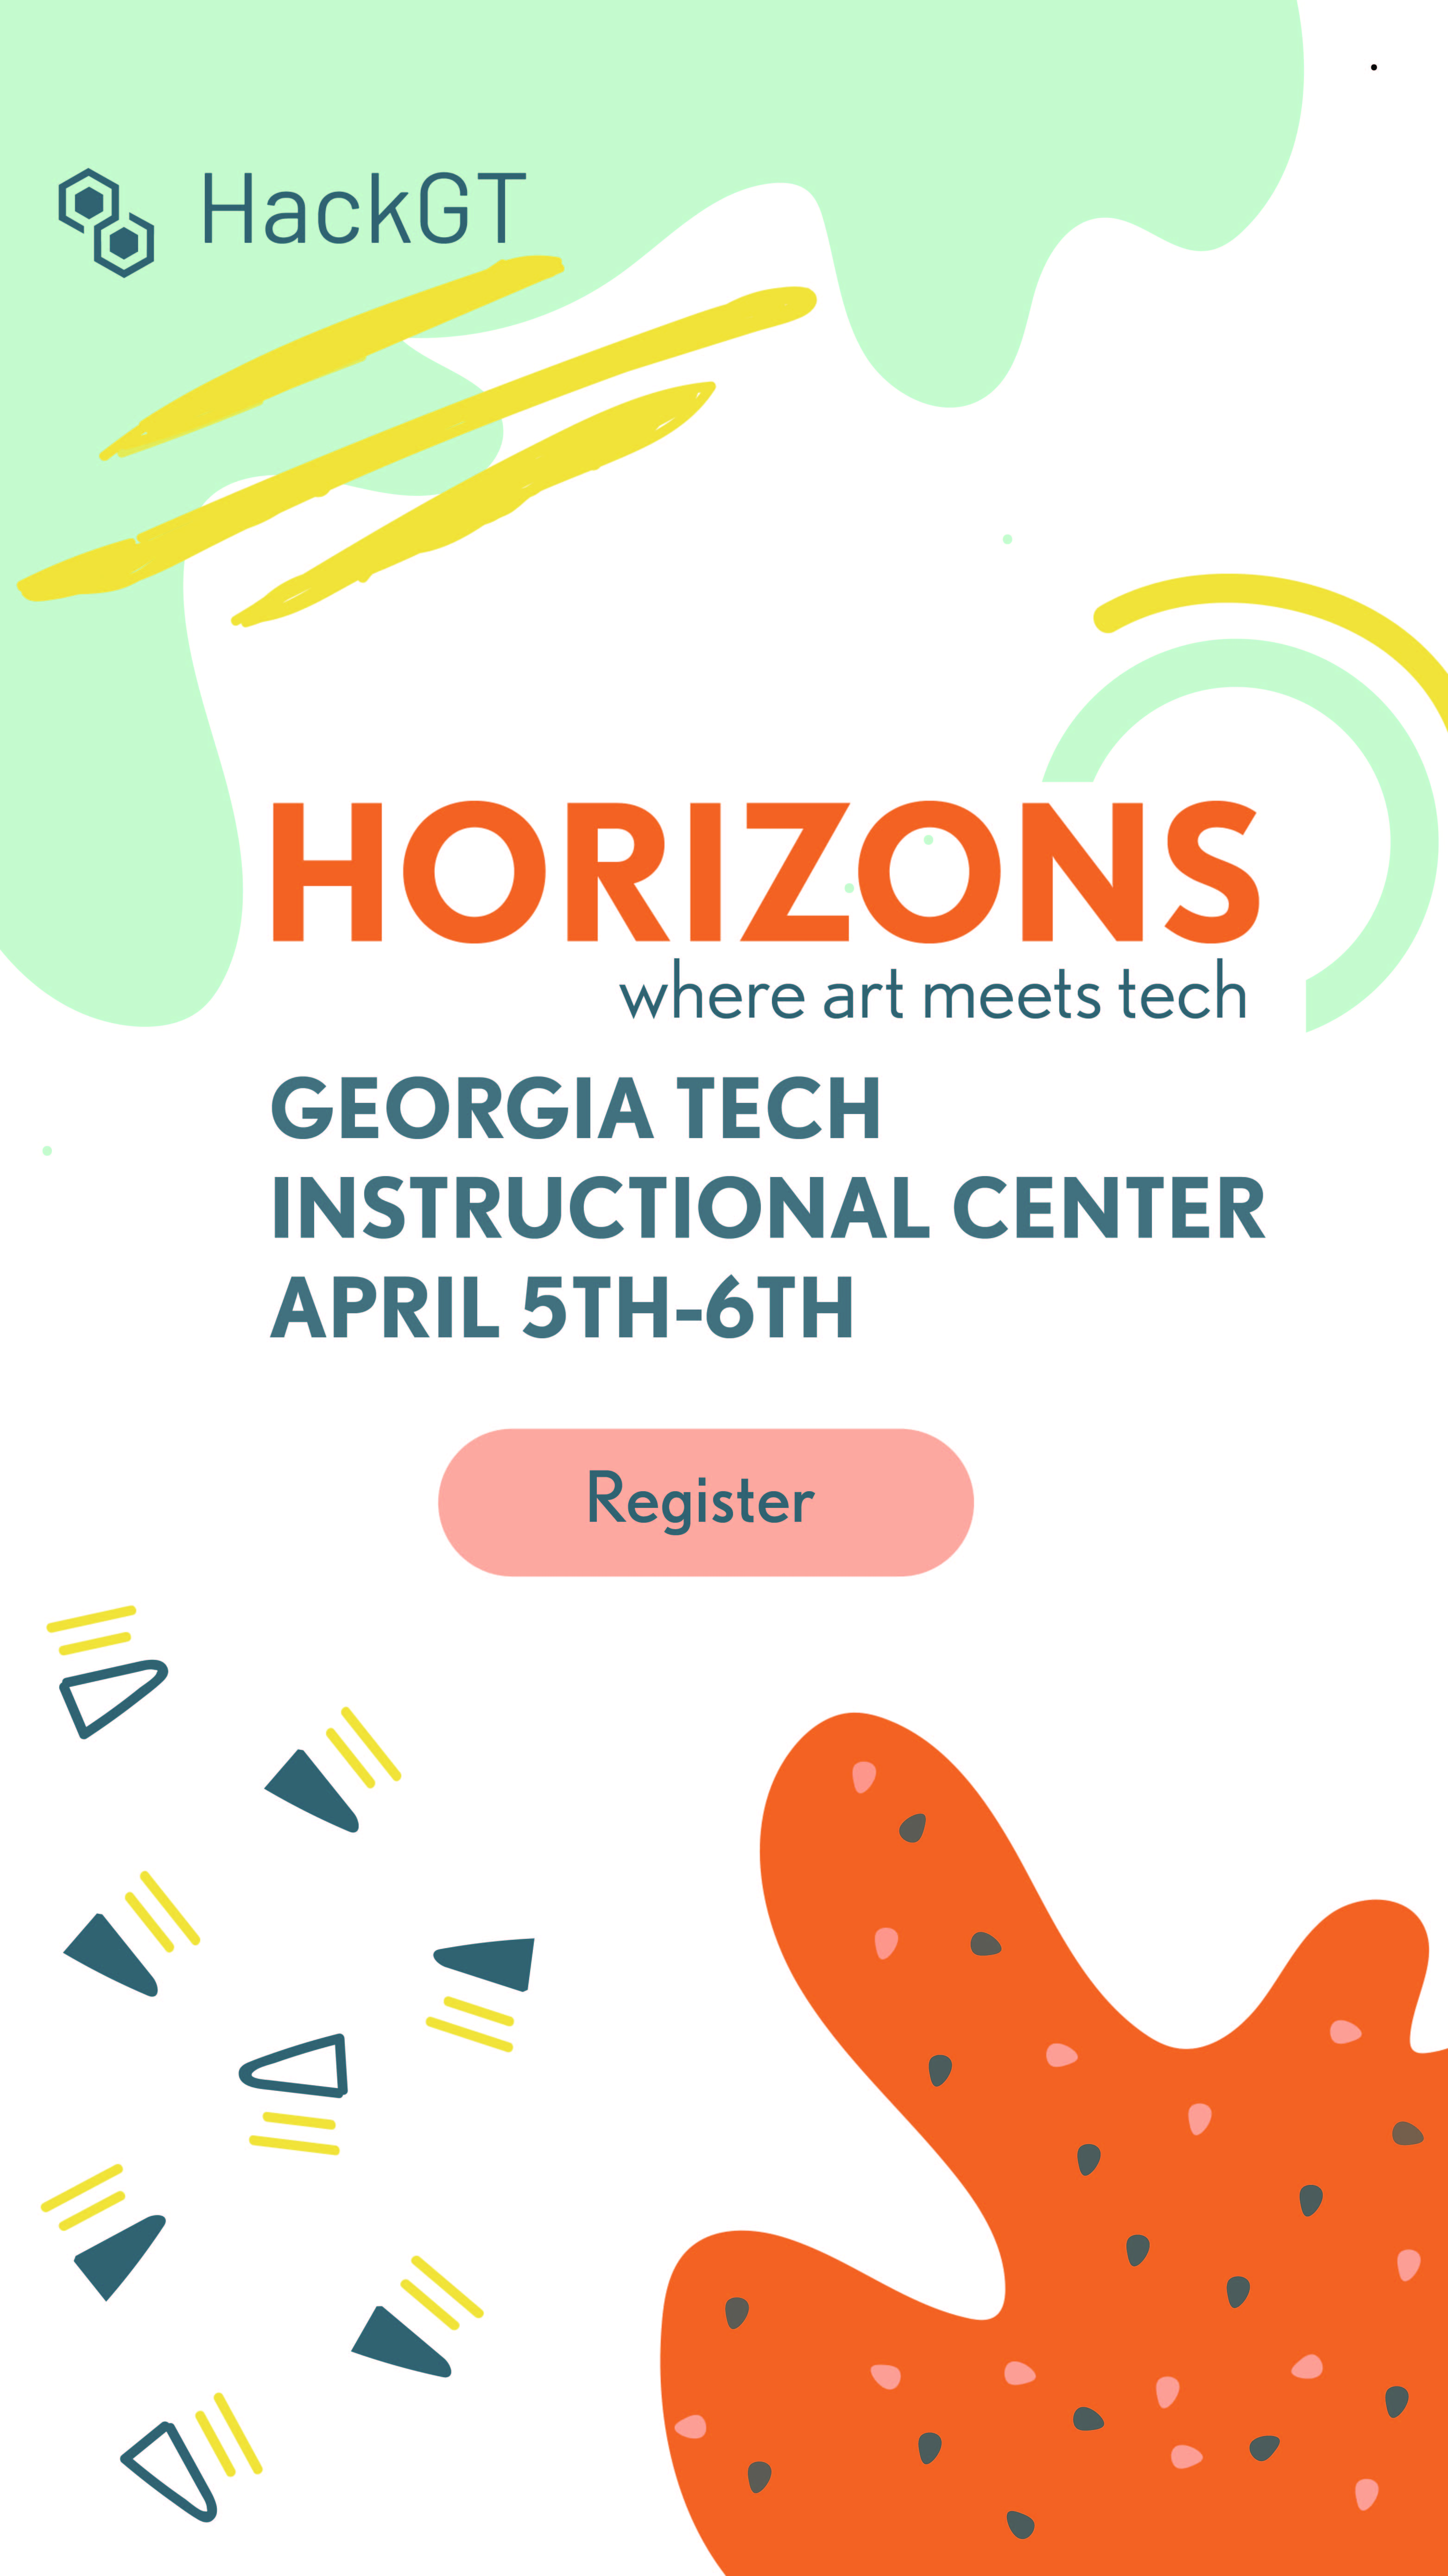 HackGT
HORIZONS
where art meets tech
GEORGIA TECH
INSTRUCTIONAL CENTER
APRIL 5TH-6TH
Register